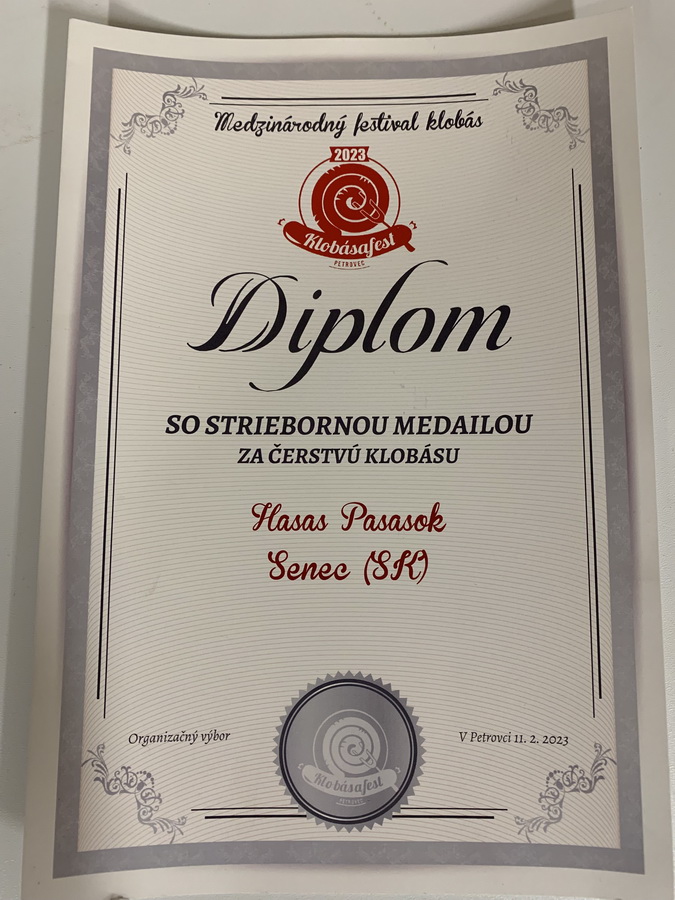 Medzinárodný festival klobás
2023
Klobásafest
PETROVEC
Diplom
SO STRIEBORNOU MEDAILOU
ZA ČERSTVÚ KLOBÁSU
Hasas Pasasok
Senec (SK)
Organizačný výbor
V Petrovci 11. 2. 2023
Klobásafest
PETROVEC